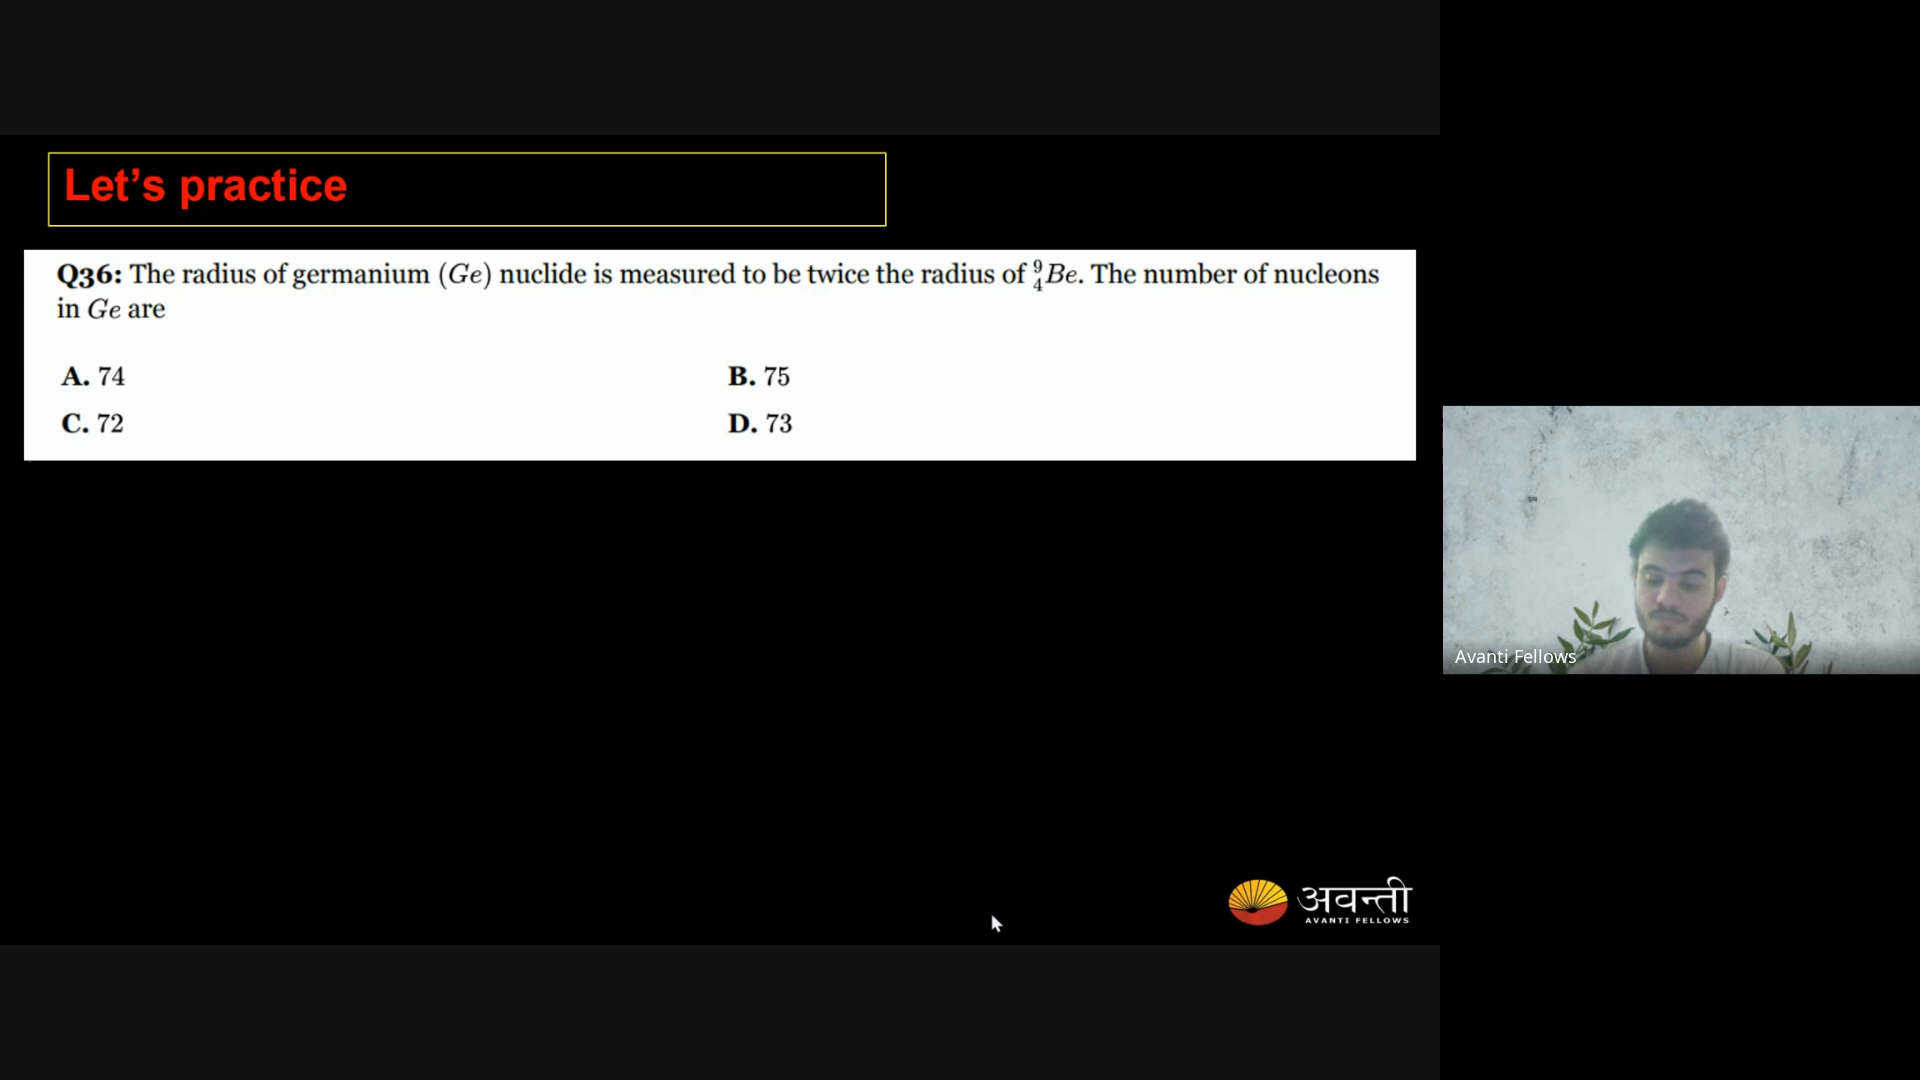 Let’s practice
Q36: The radius of germanium (Ge) nuclide is measured to be twice the radius of ⁹₄Be. The number of nucleons
in Ge are
A. 74
B. 75
C. 72
D. 73
Avanti Fellows
अवन्ती
AVANTI FELLOWS